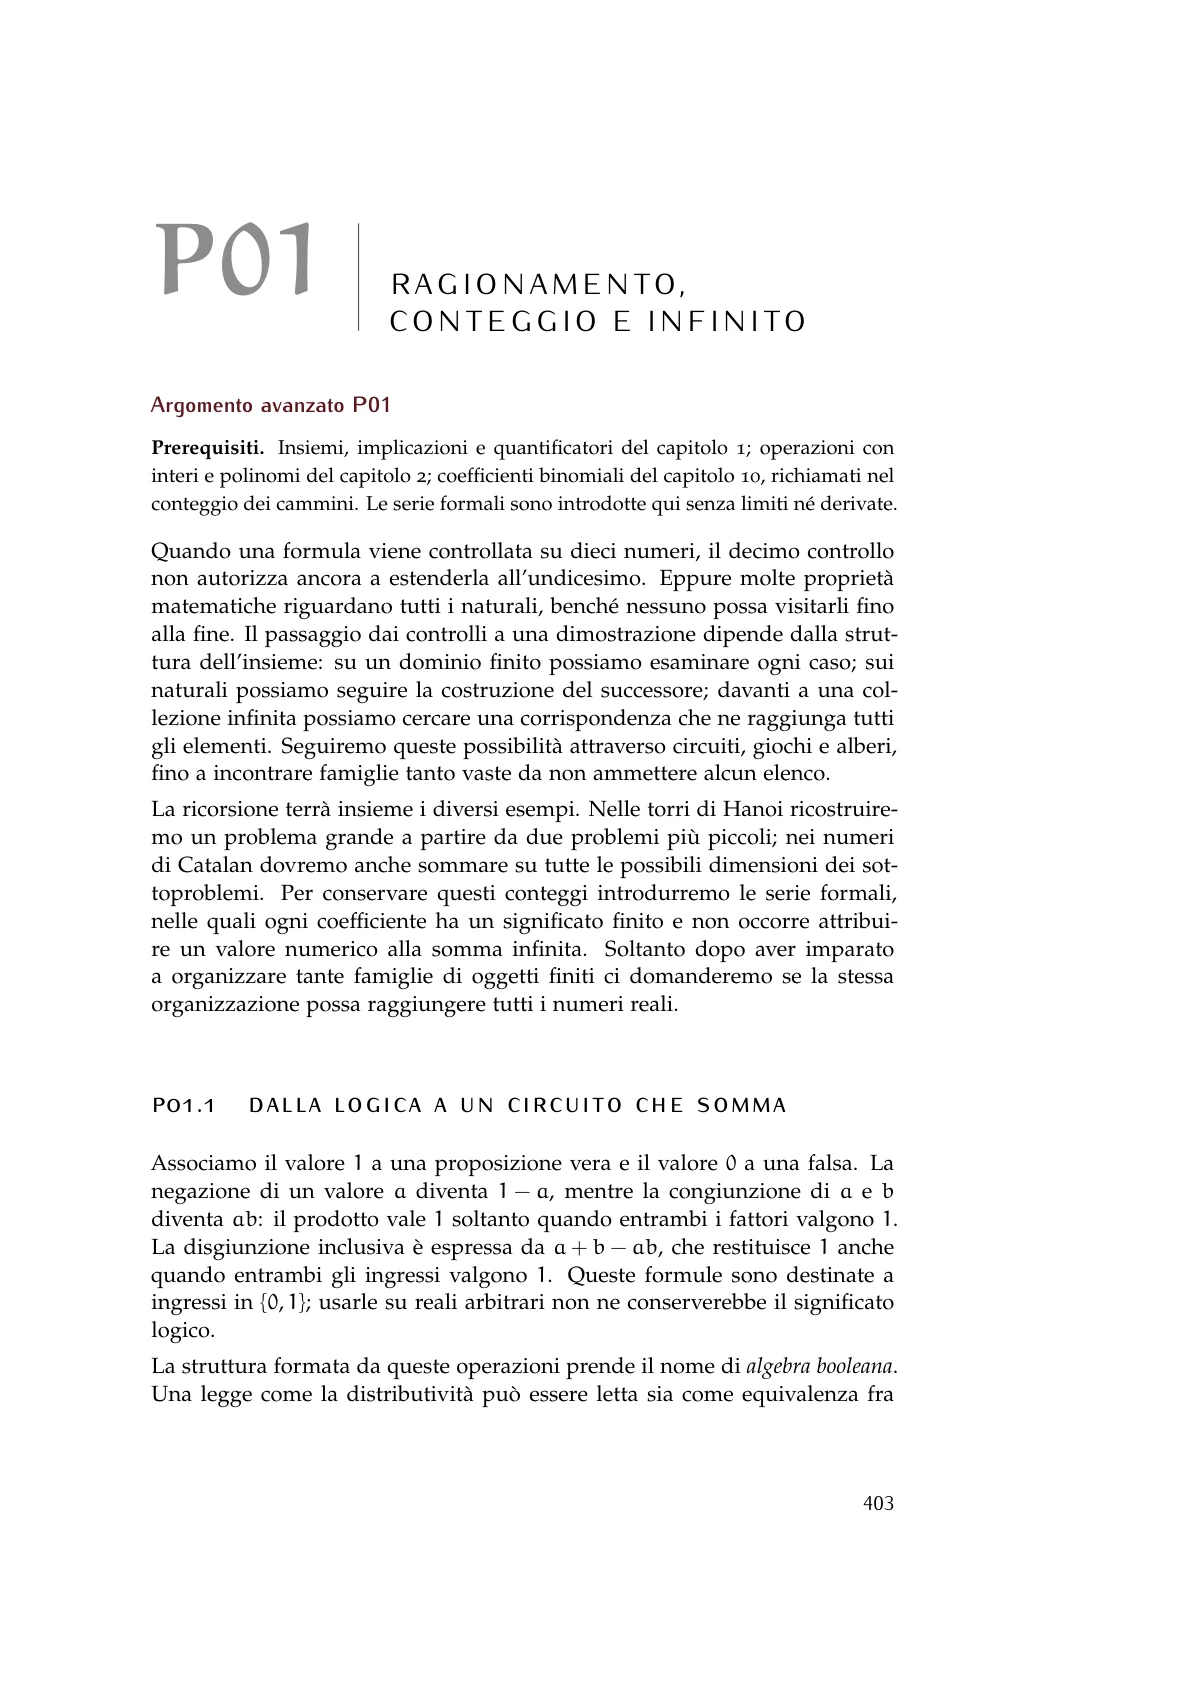 P01
RAGIONAMENTO,
CONTEGGIO E INFINITO
Argomento avanzato P01
Prerequisiti. Insiemi, implicazioni e quantificatori del capitolo 1; operazioni con
interi e polinomi del capitolo 2; coefficienti binomiali del capitolo 10, richiamati nel
conteggio dei cammini. Le serie formali sono introdotte qui senza limiti né derivate.
Quando una formula viene controllata su dieci numeri, il decimo controllo
non autorizza ancora a estenderla all'undicesimo. Eppure molte proprietà
matematiche riguardano tutti i naturali, benché nessuno possa visitarli fino
alla fine. Il passaggio dai controlli a una dimostrazione dipende dalla strut-
tura dell'insieme: su un dominio finito possiamo esaminare ogni caso; sui
naturali possiamo seguire la costruzione del successore; davanti a una col-
lezione infinita possiamo cercare una corrispondenza che ne raggiunga tutti
gli elementi. Seguiremo queste possibilità attraverso circuiti, giochi e alberi,
fino a incontrare famiglie tanto vaste da non ammettere alcun elenco.
La ricorsione terrà insieme i diversi esempi. Nelle torri di Hanoi ricostruire-
mo un problema grande a partire da due problemi più piccoli; nei numeri
di Catalan dovremo anche sommare su tutte le possibili dimensioni dei sot-
toproblemi. Per conservare questi conteggi introdurremo le serie formali,
nelle quali ogni coefficiente ha un significato finito e non occorre attribui-
re un valore numerico alla somma infinita. Soltanto dopo aver imparato
a organizzare tante famiglie di oggetti finiti ci domanderemo se la stessa
organizzazione possa raggiungere tutti i numeri reali.
P01.1 DALLA LOGICA A UN CIRCUITO CHE SOMMA
Associamo il valore 1 a una proposizione vera e il valore 0 a una falsa. La
negazione di un valore a diventa 1 − a, mentre la congiunzione di a e b
diventa ab: il prodotto vale 1 soltanto quando entrambi i fattori valgono 1.
La disgiunzione inclusiva è espressa da a + b − ab, che restituisce 1 anche
quando entrambi gli ingressi valgono 1. Queste formule sono destinate a
ingressi in {0, 1}; usarle su reali arbitrari non ne conserverebbe il significato
logico.
La struttura formata da queste operazioni prende il nome di algebra booleana.
Una legge come la distributività può essere letta sia come equivalenza fra
403